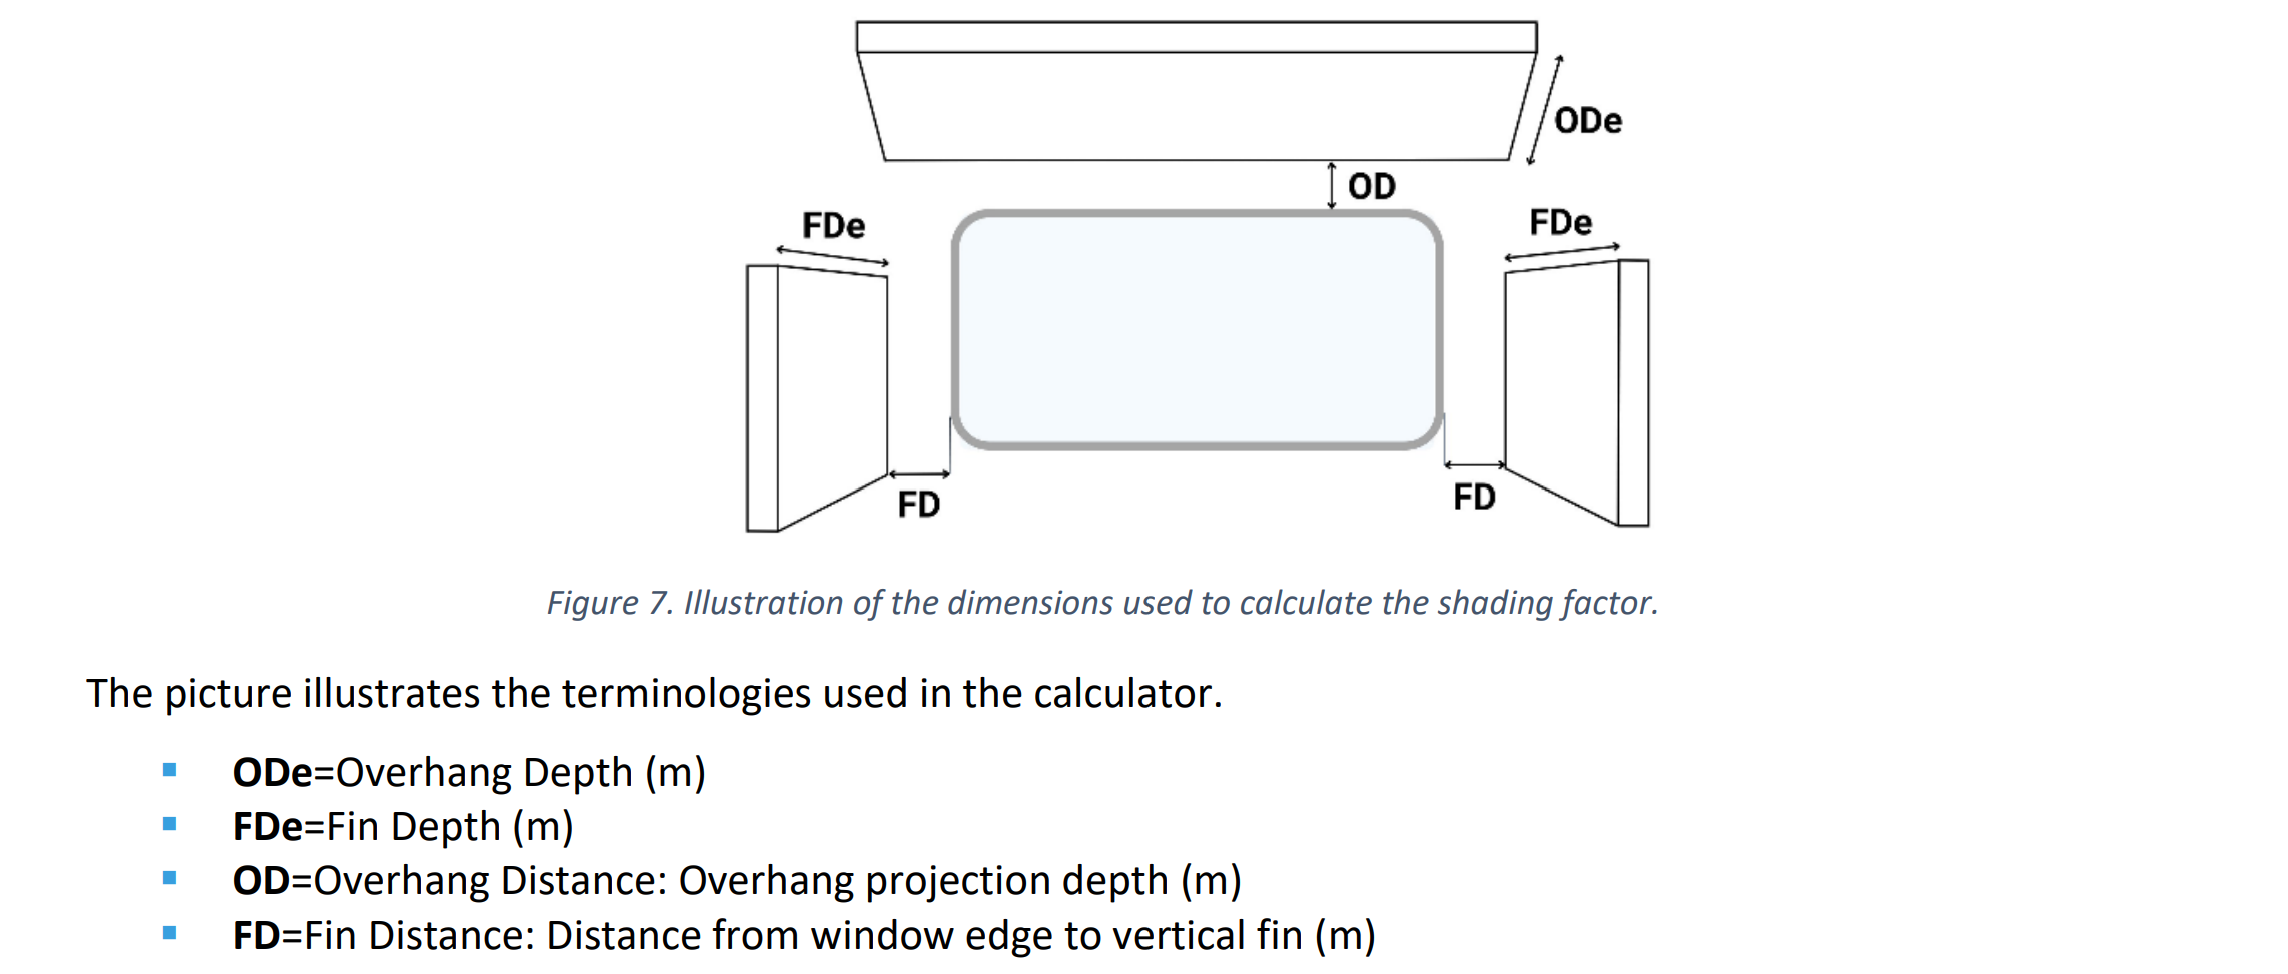 ODe
OD
FDe
FDe
FD
FD
Figure 7. Illustration of the dimensions used to calculate the shading factor.
The picture illustrates the terminologies used in the calculator.
ODe=Overhang Depth (m)
FDe=Fin Depth (m)
OD=Overhang Distance: Overhang projection depth (m)
FD=Fin Distance: Distance from window edge to vertical fin (m)